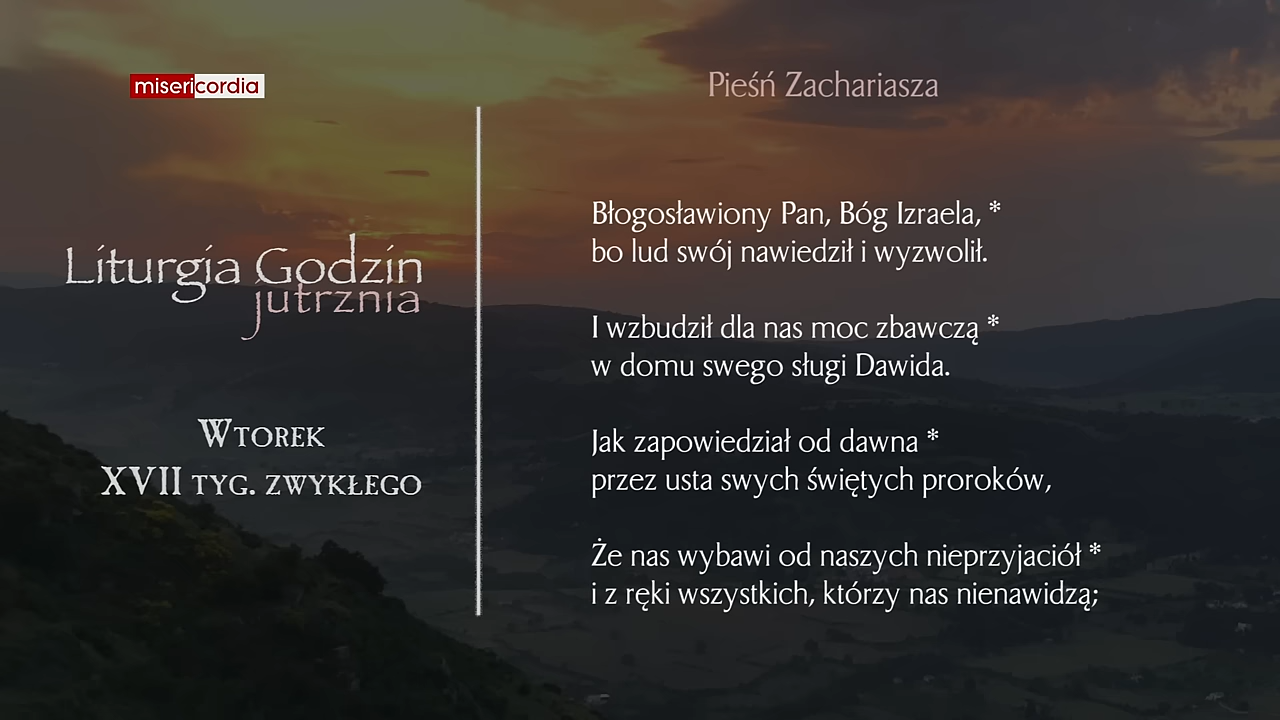 misericordia
Liturgia Godzin
jutrznia
Wtorek
XVII tyg. zwykłego
Pieśń Zachariasza
Błogosławiony Pan, Bóg Izraela, *
bo lud swój nawiedził i wyzwolił.
I wzbudził dla nas moc zbawczą *
w domu swego sługi Dawida.
Jak zapowiedział od dawna *
przez usta swych świętych proroków,
Że nas wybawi od naszych nieprzyjaciół *
i z ręki wszystkich, którzy nas nienawidzą;